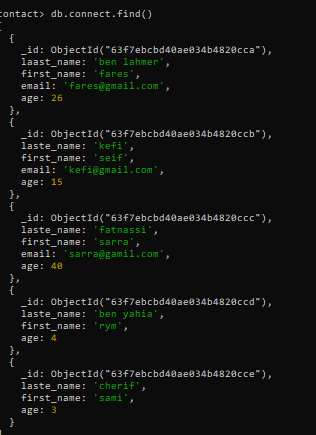 contact> db.connect.find()
[
{
_id: ObjectId("63f7ebcbd40ae034b4820cca"),
laast_name: 'ben lahmer',
first_name: 'fares',
email: 'fares@gmail.com',
age: 26
},
{
_id: ObjectId("63f7ebcbd40ae034b4820ccb"),
laste_name: 'kefi',
first_name: 'seif',
email: 'kefi@gmail.com',
age: 15
},
{
_id: ObjectId("63f7ebcbd40ae034b4820ccc"),
laste_name: 'fatnassi',
first_name: 'sarra',
email: 'sarra@gamil.com',
age: 40
},
{
_id: ObjectId("63f7ebcbd40ae034b4820ccd"),
laste_name: 'ben yahia',
first_name: 'rym',
age: 4
},
{
_id: ObjectId("63f7ebcbd40ae034b4820cce"),
laste_name: 'cherif',
first_name: 'sami',
age: 3
}